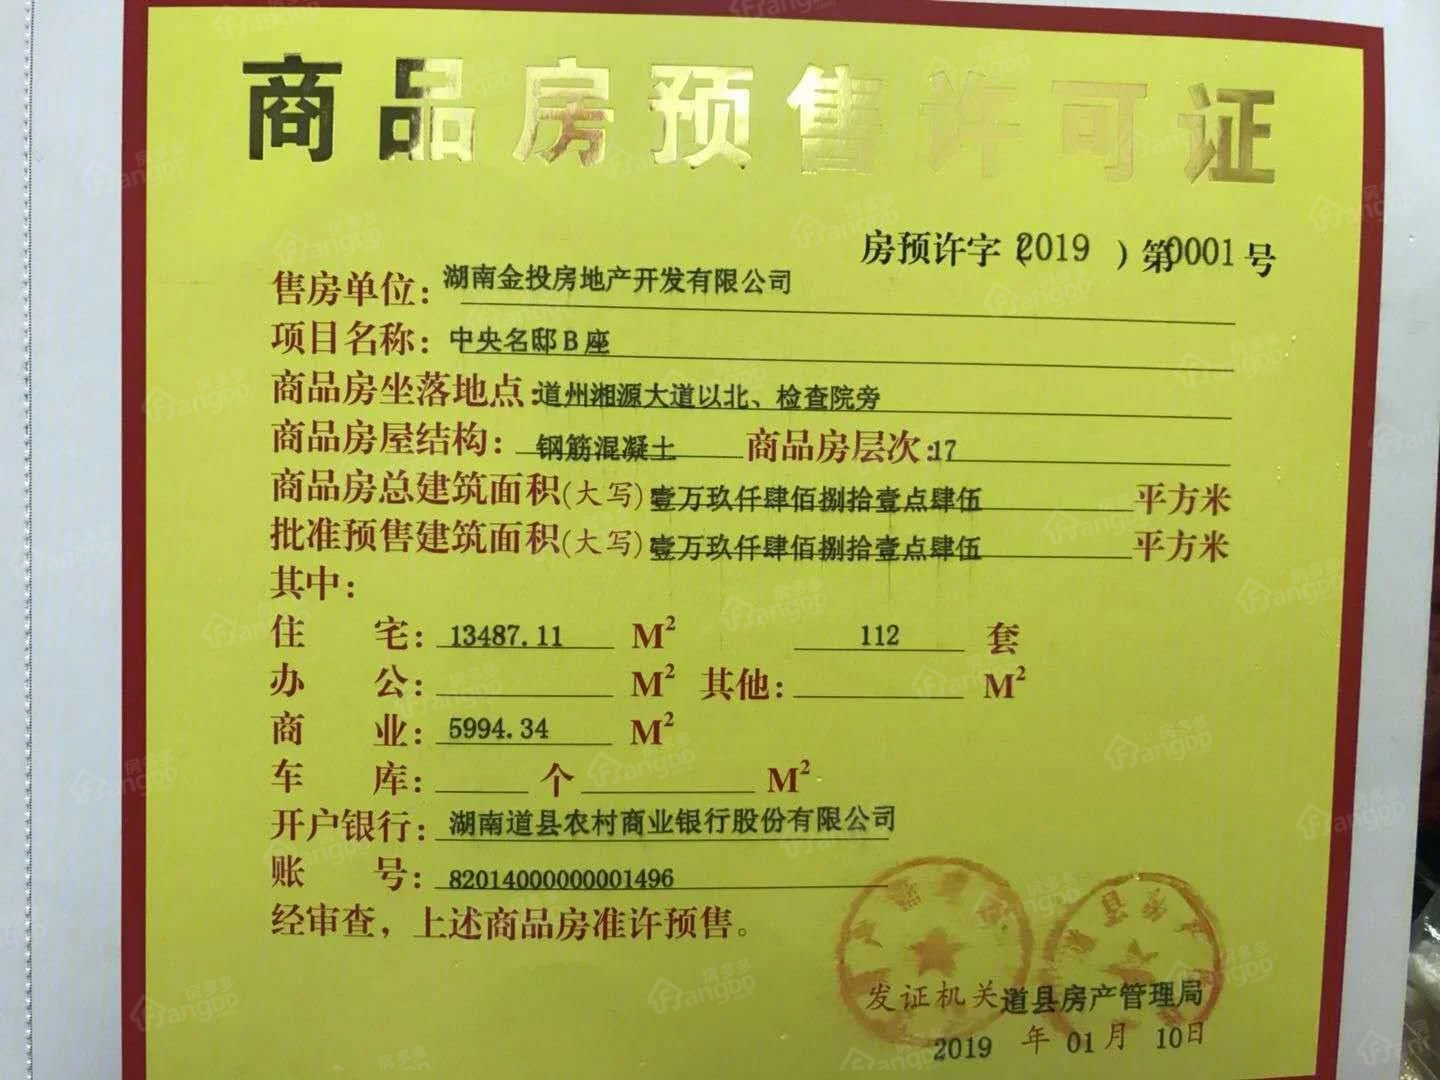 商品房预售许可证
房预许字（2019）第0001号
售房单位：湖南金投房地产开发有限公司
项目名称：中央名邸B座
商品房坐落地点：道州湘源大道以北、检查院旁
商品房屋结构：钢筋混凝土 商品房层次：17
商品房总建筑面积(大写)壹万玖仟肆佰捌拾壹点肆伍平方米
批准预售建筑面积(大写)壹万玖仟肆佰捌拾壹点肆伍平方米
其中：
住宅：13487.11 M² 112 套
办公： M² 其他： M²
商业：5994.34 M²
车库： 个 M²
开户银行：湖南道县农村商业银行股份有限公司
账号：82014000000001496
经审查，上述商品房准许预售。
发证机关 道县房产管理局
2019 年 01 月 10 日
房多多
Fangdd